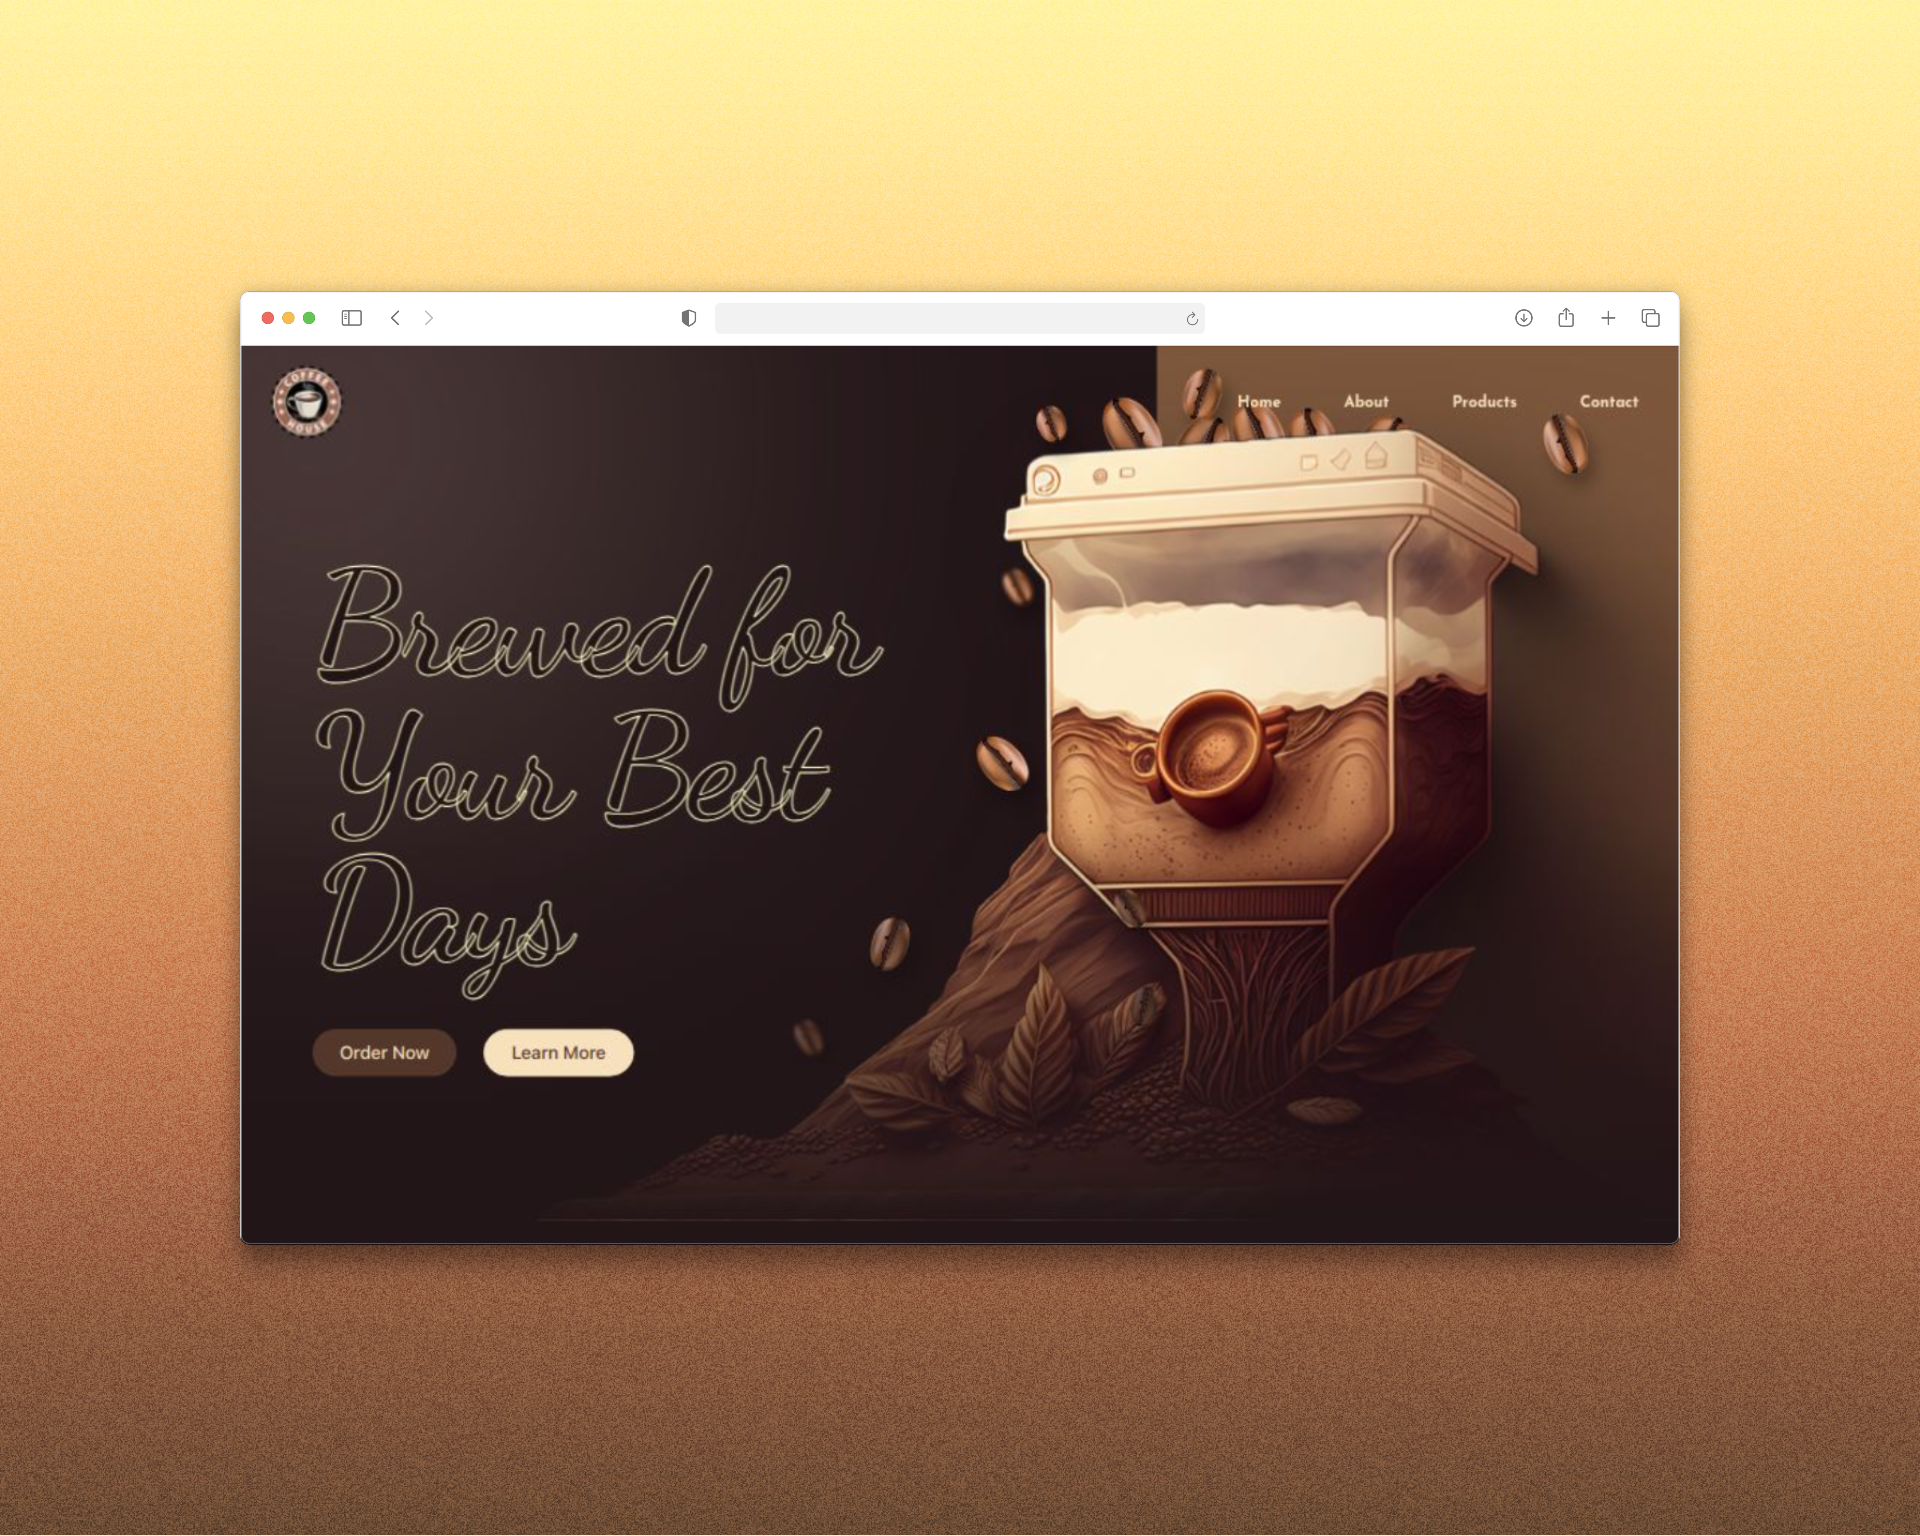 COFFEE
HOUSE
Home About Products Contact
Brewed for
Your Best
Days
Order Now Learn More